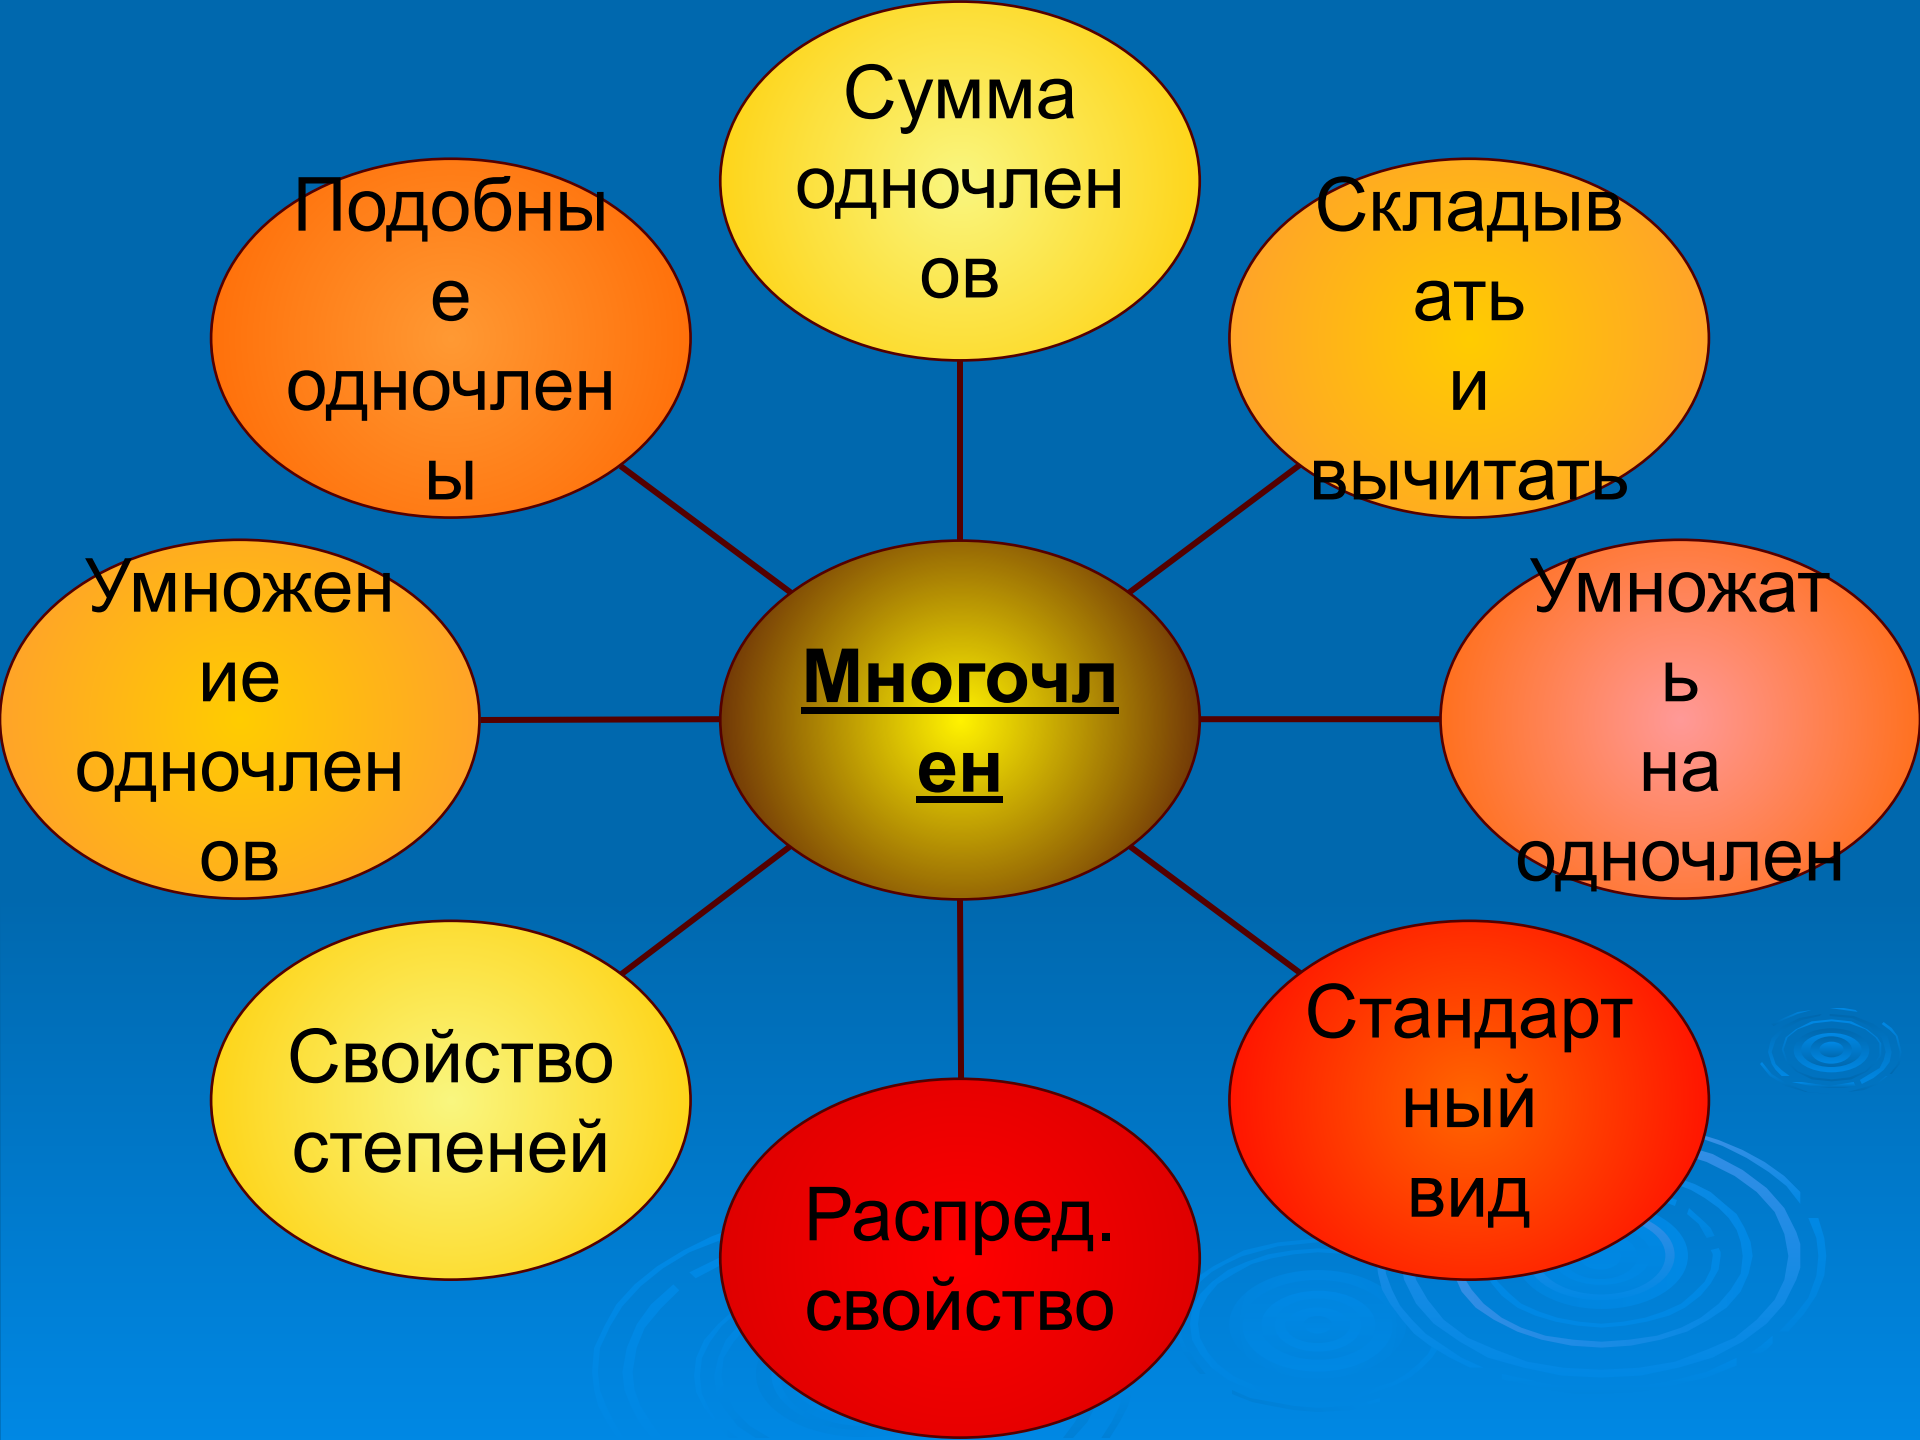 Сумма
одночлен
ов
Подобны
е
одночлен
ы
Складыв
ать
и
вычитать
Умножен
ие
одночлен
ов
Многочл
ен
Умножат
ь
на
одночлен
Свойство
степеней
Стандарт
ный
вид
Распред.
свойство